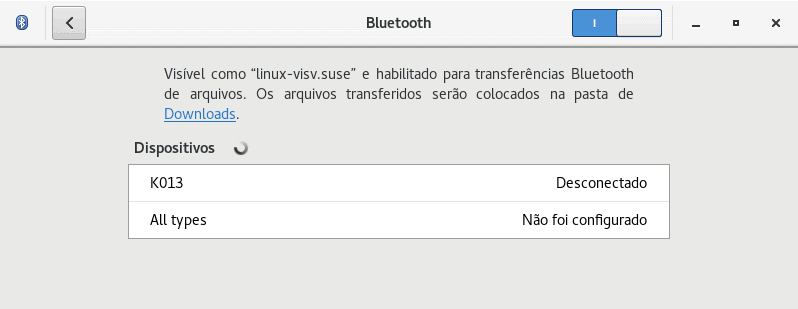 Bluetooth
Visível como “linux-visv.suse” e habilitado para transferências Bluetooth
de arquivos. Os arquivos transferidos serão colocados na pasta de
Downloads.
Dispositivos
K013 Desconectado
All types Não foi configurado